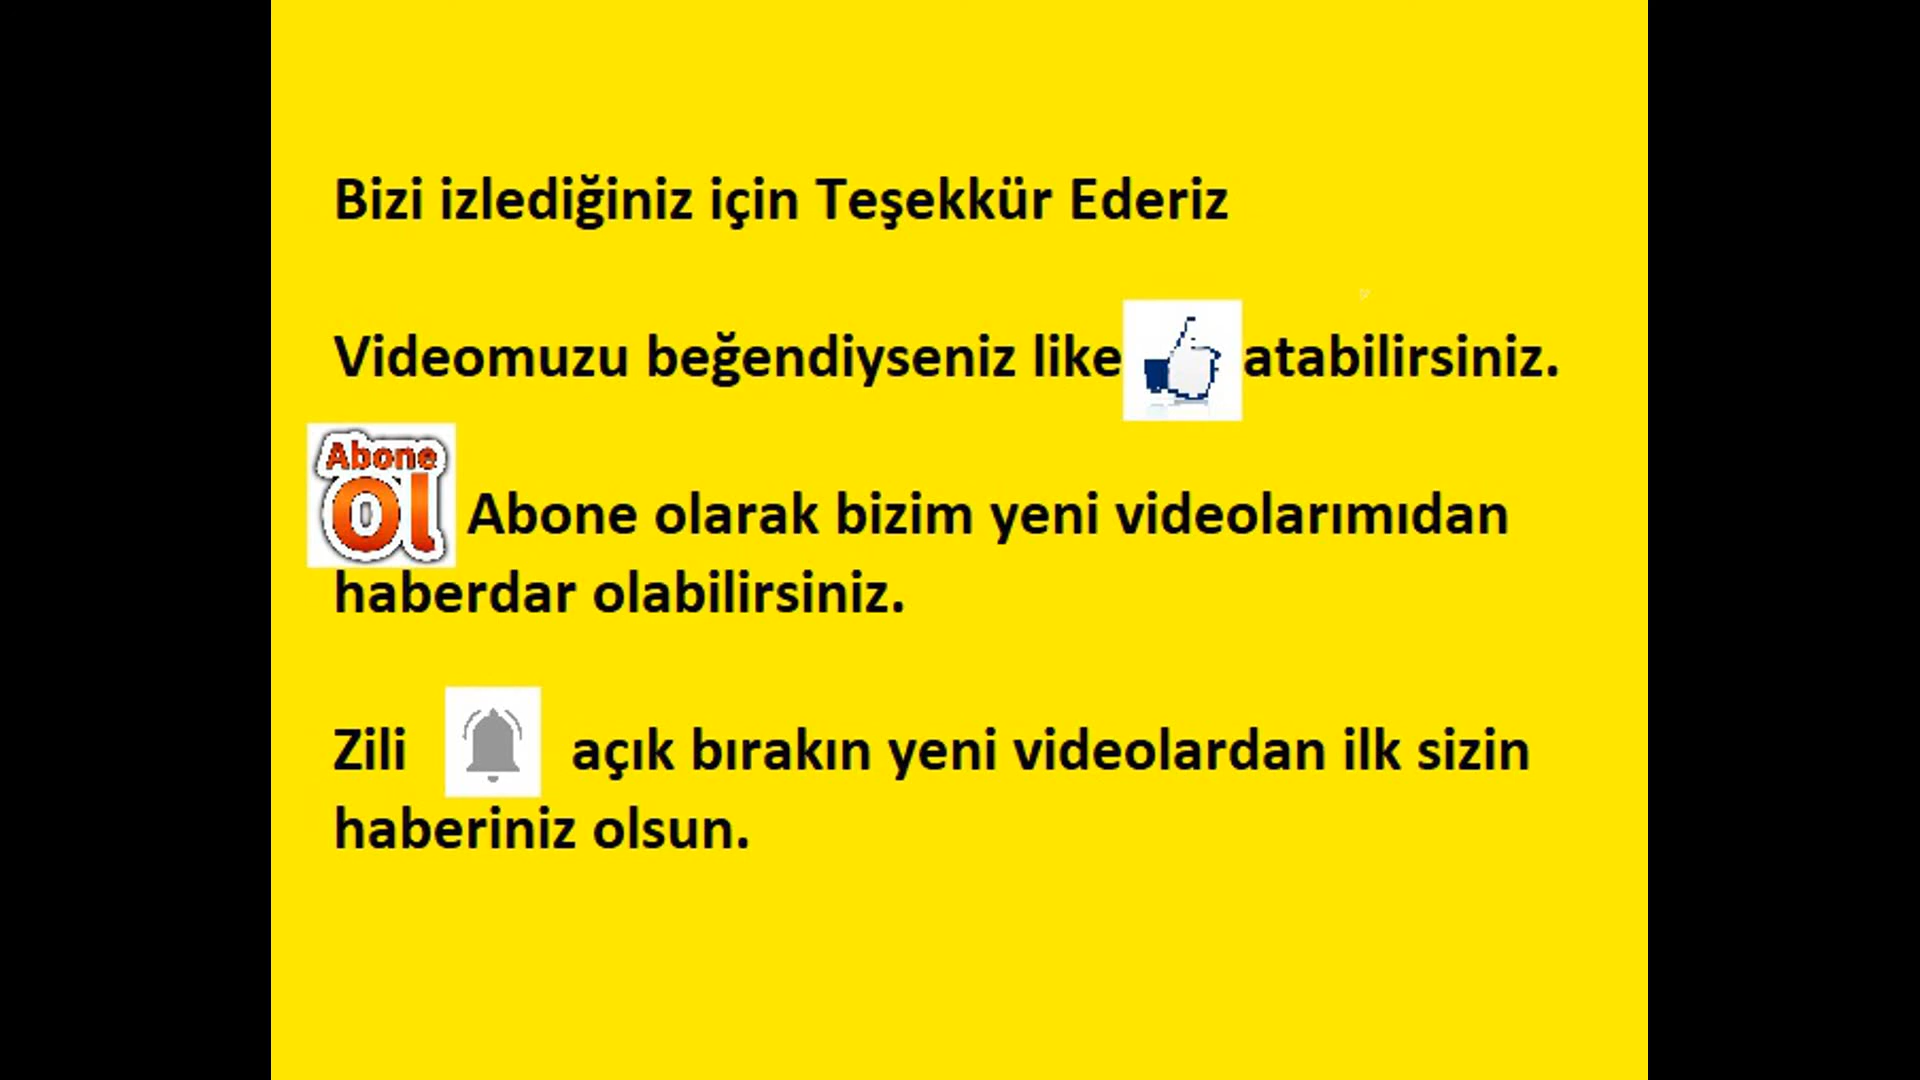 Bizi izlediğiniz için Teşekkür Ederiz
Videomuzu beğendiyseniz like atabilirsiniz.
Abone
ol
Abone olarak bizim yeni videolarımıdan
haberdar olabilirsiniz.
Zili açık bırakın yeni videolardan ilk sizin
haberiniz olsun.